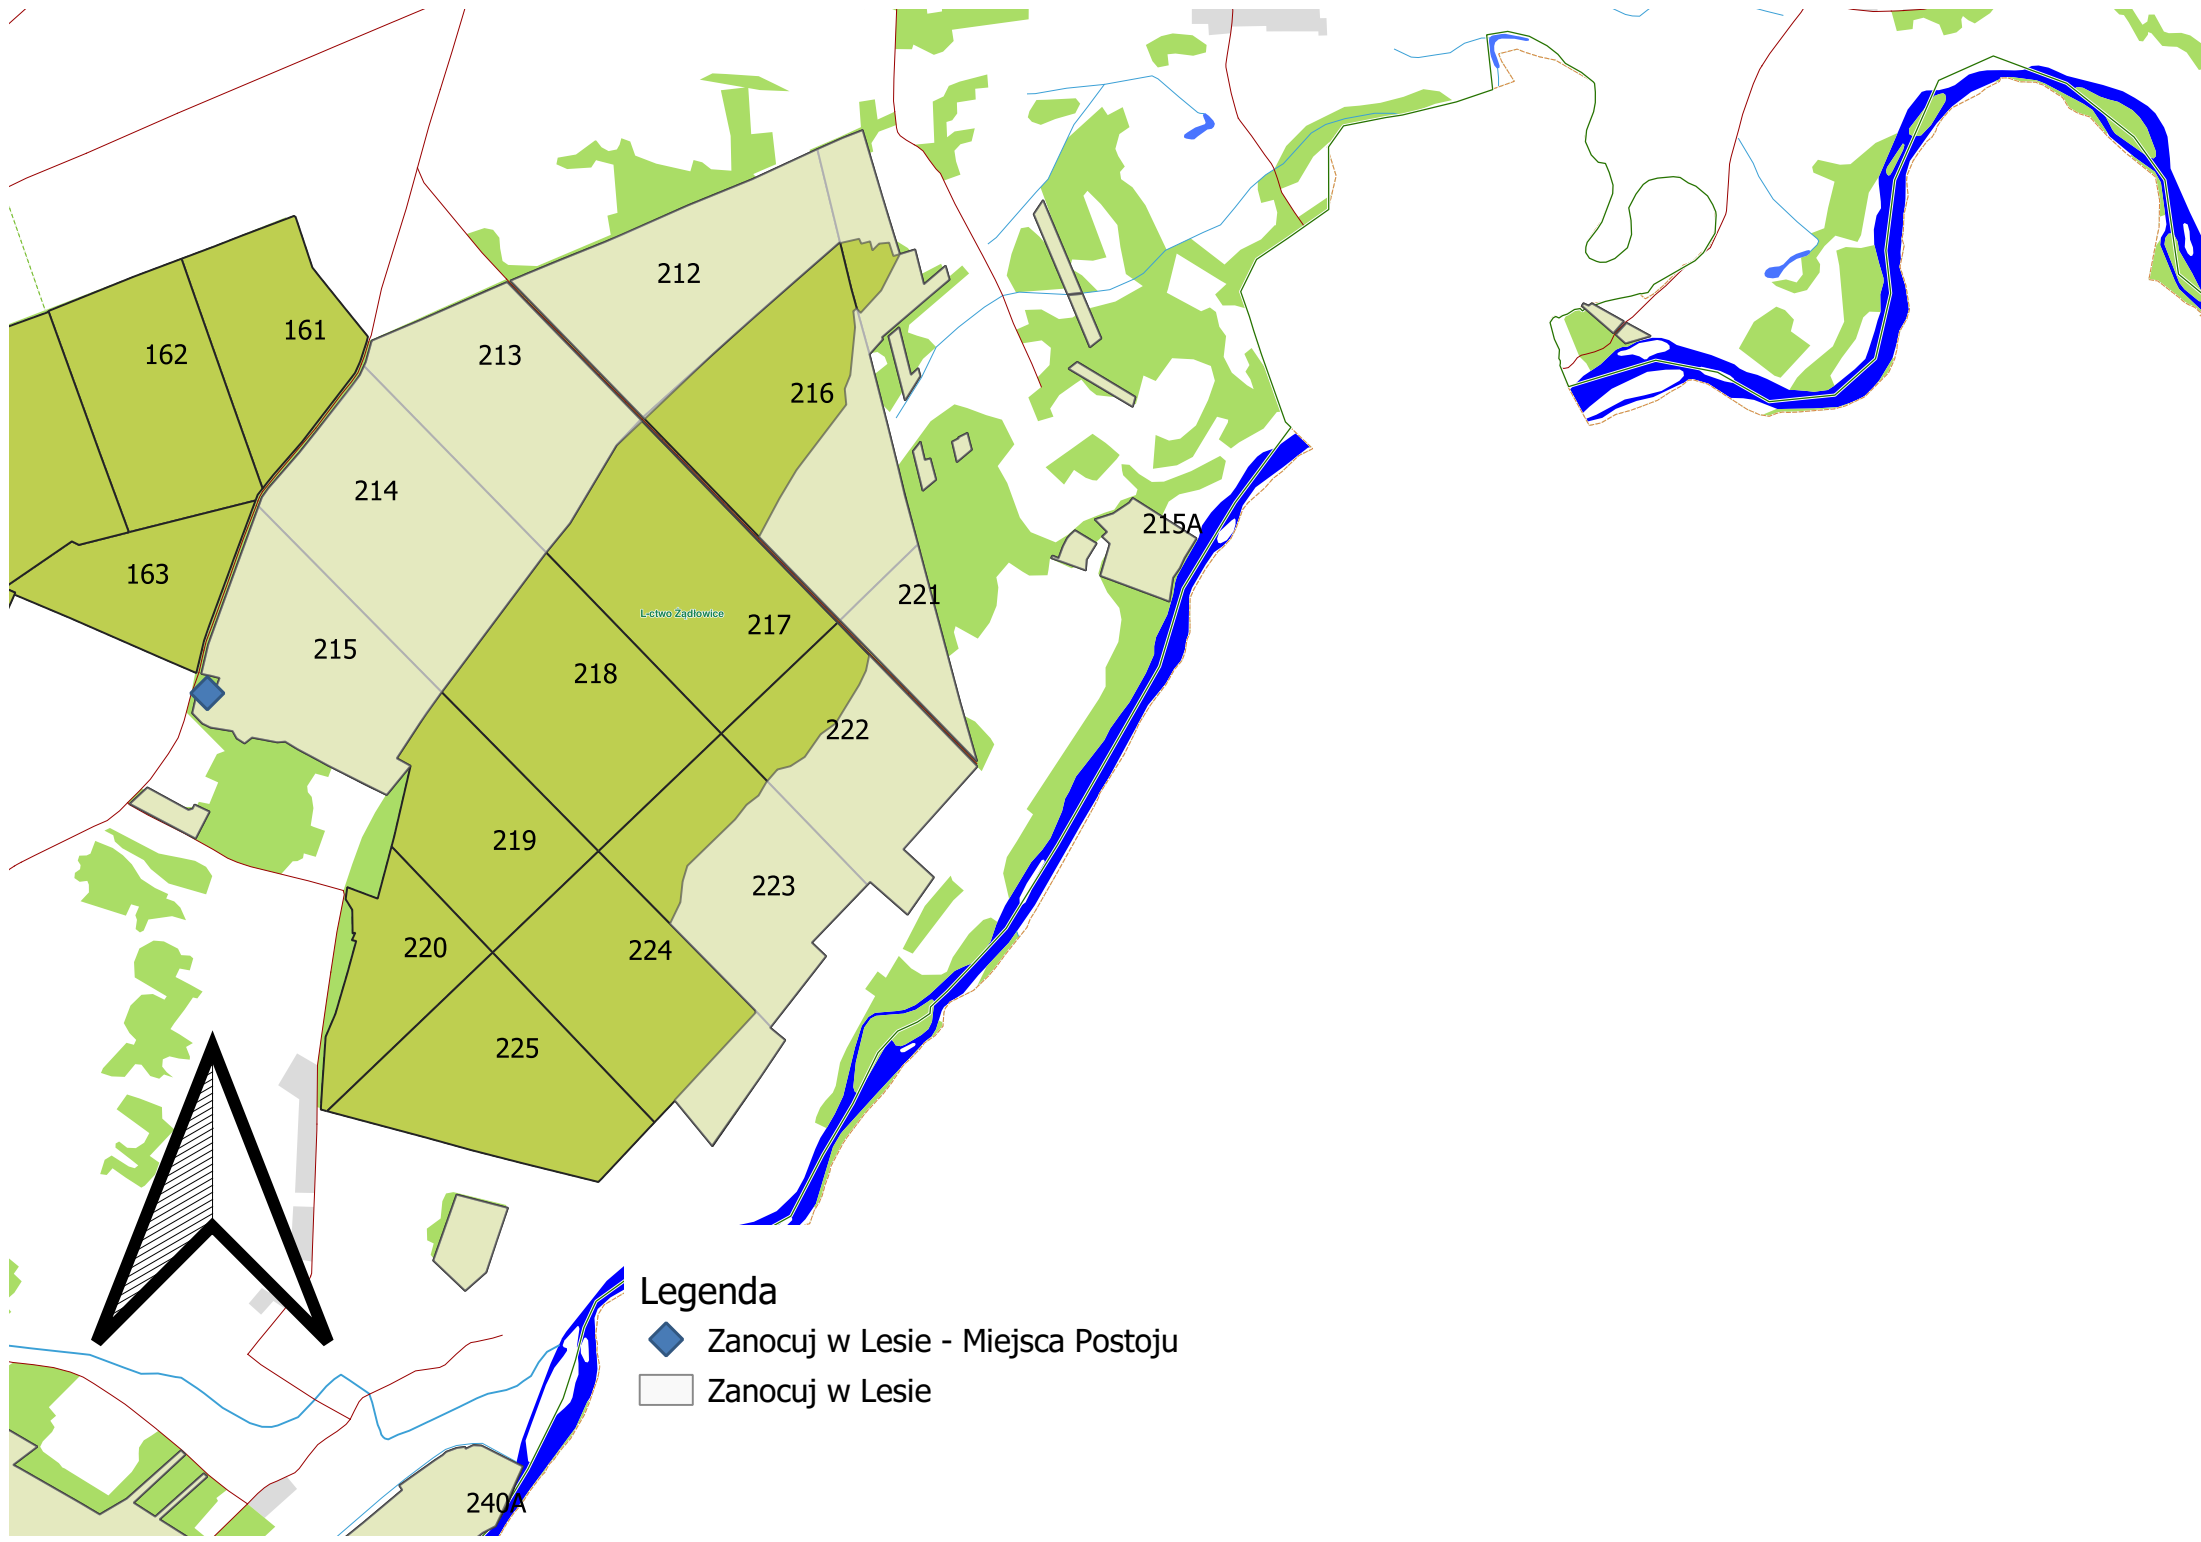 212
161
162
213
216
214
215A
163
221
L-ctwo Żądłowice
217
215
218
222
219
223
220
224
225
Legenda
Zanocuj w Lesie - Miejsca Postoju
Zanocuj w Lesie
240A